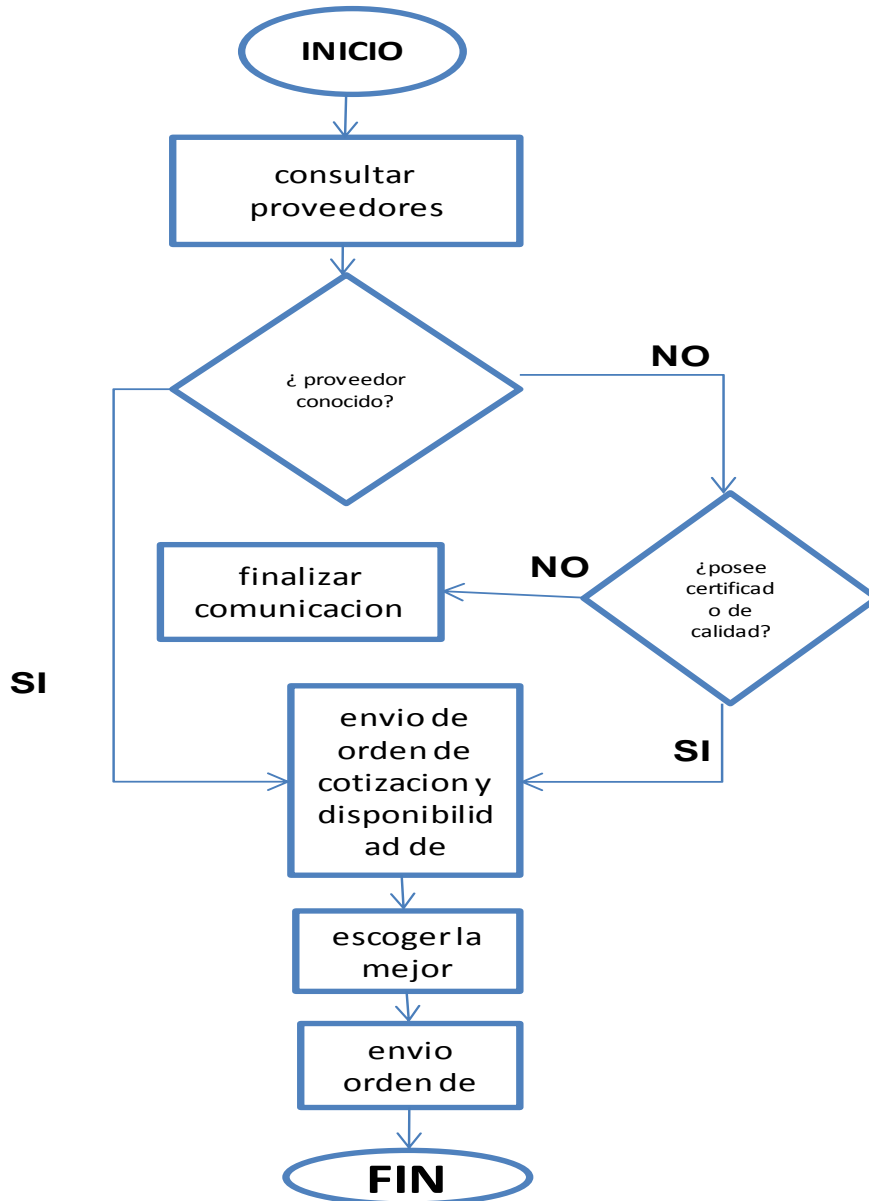 INICIO
consultar
proveedores
NO
¿ proveedor
conocido?
NO
¿posee
certificad
o de
calidad?
finalizar
comunicacion
SI
envio de
orden de
cotizacion y
disponibilid
ad de
SI
escoger la
mejor
envio
orden de
FIN